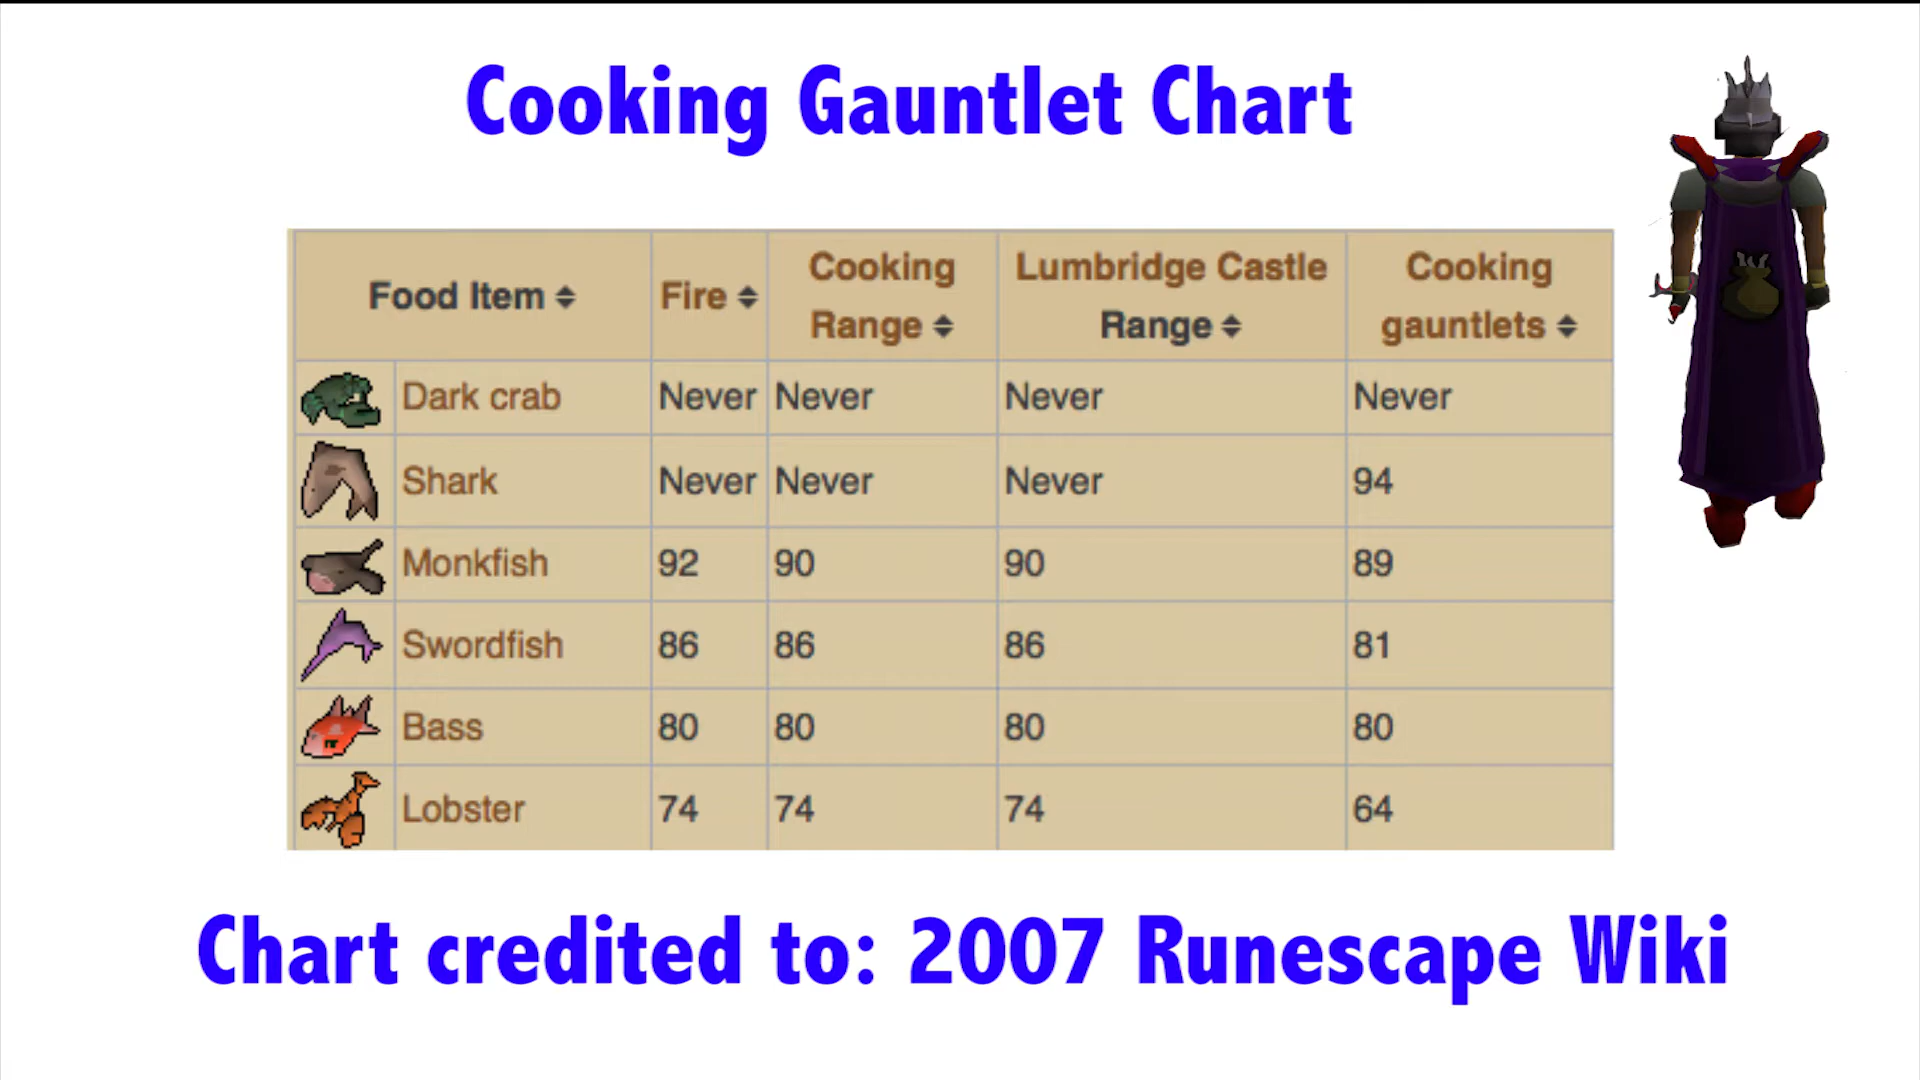 Cooking Gauntlet Chart
Food Item Fire Cooking Range Lumbridge Castle Range Cooking gauntlets
Dark crab Never Never Never Never
Shark Never Never Never 94
Monkfish 92 90 90 89
Swordfish 86 86 86 81
Bass 80 80 80 80
Lobster 74 74 74 64
Chart credited to: 2007 Runescape Wiki